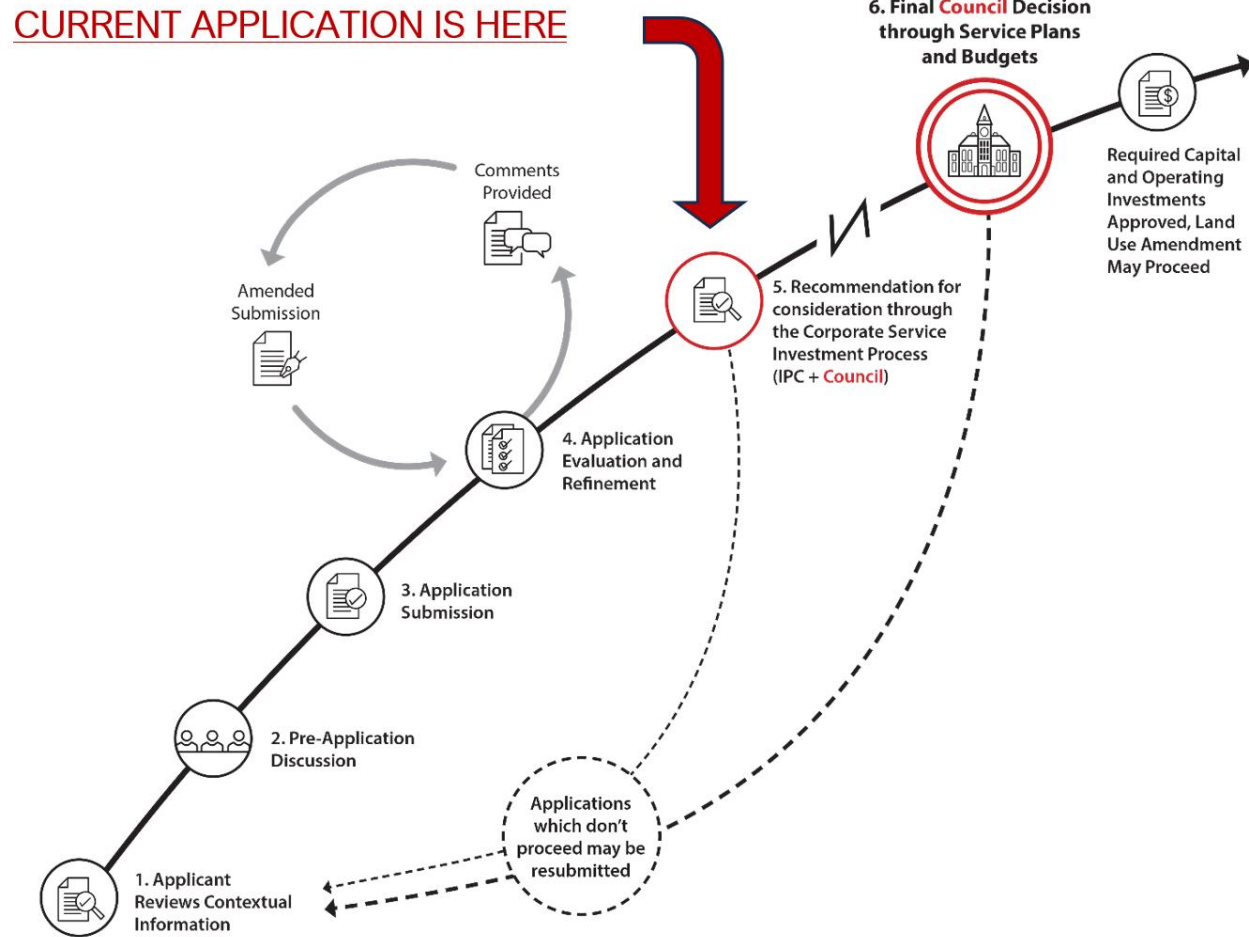 CURRENT APPLICATION IS HERE
6. Final Council Decision
through Service Plans
and Budgets
Required Capital
and Operating
Investments
Approved, Land
Use Amendment
May Proceed
Comments
Provided
Amended
Submission
5. Recommendation for
consideration through
the Corporate Service
Investment Process
(IPC + Council)
4. Application
Evaluation and
Refinement
3. Application
Submission
2. Pre-Application
Discussion
Applications
which don't
proceed may be
resubmitted
1. Applicant
Reviews Contextual
Information
$